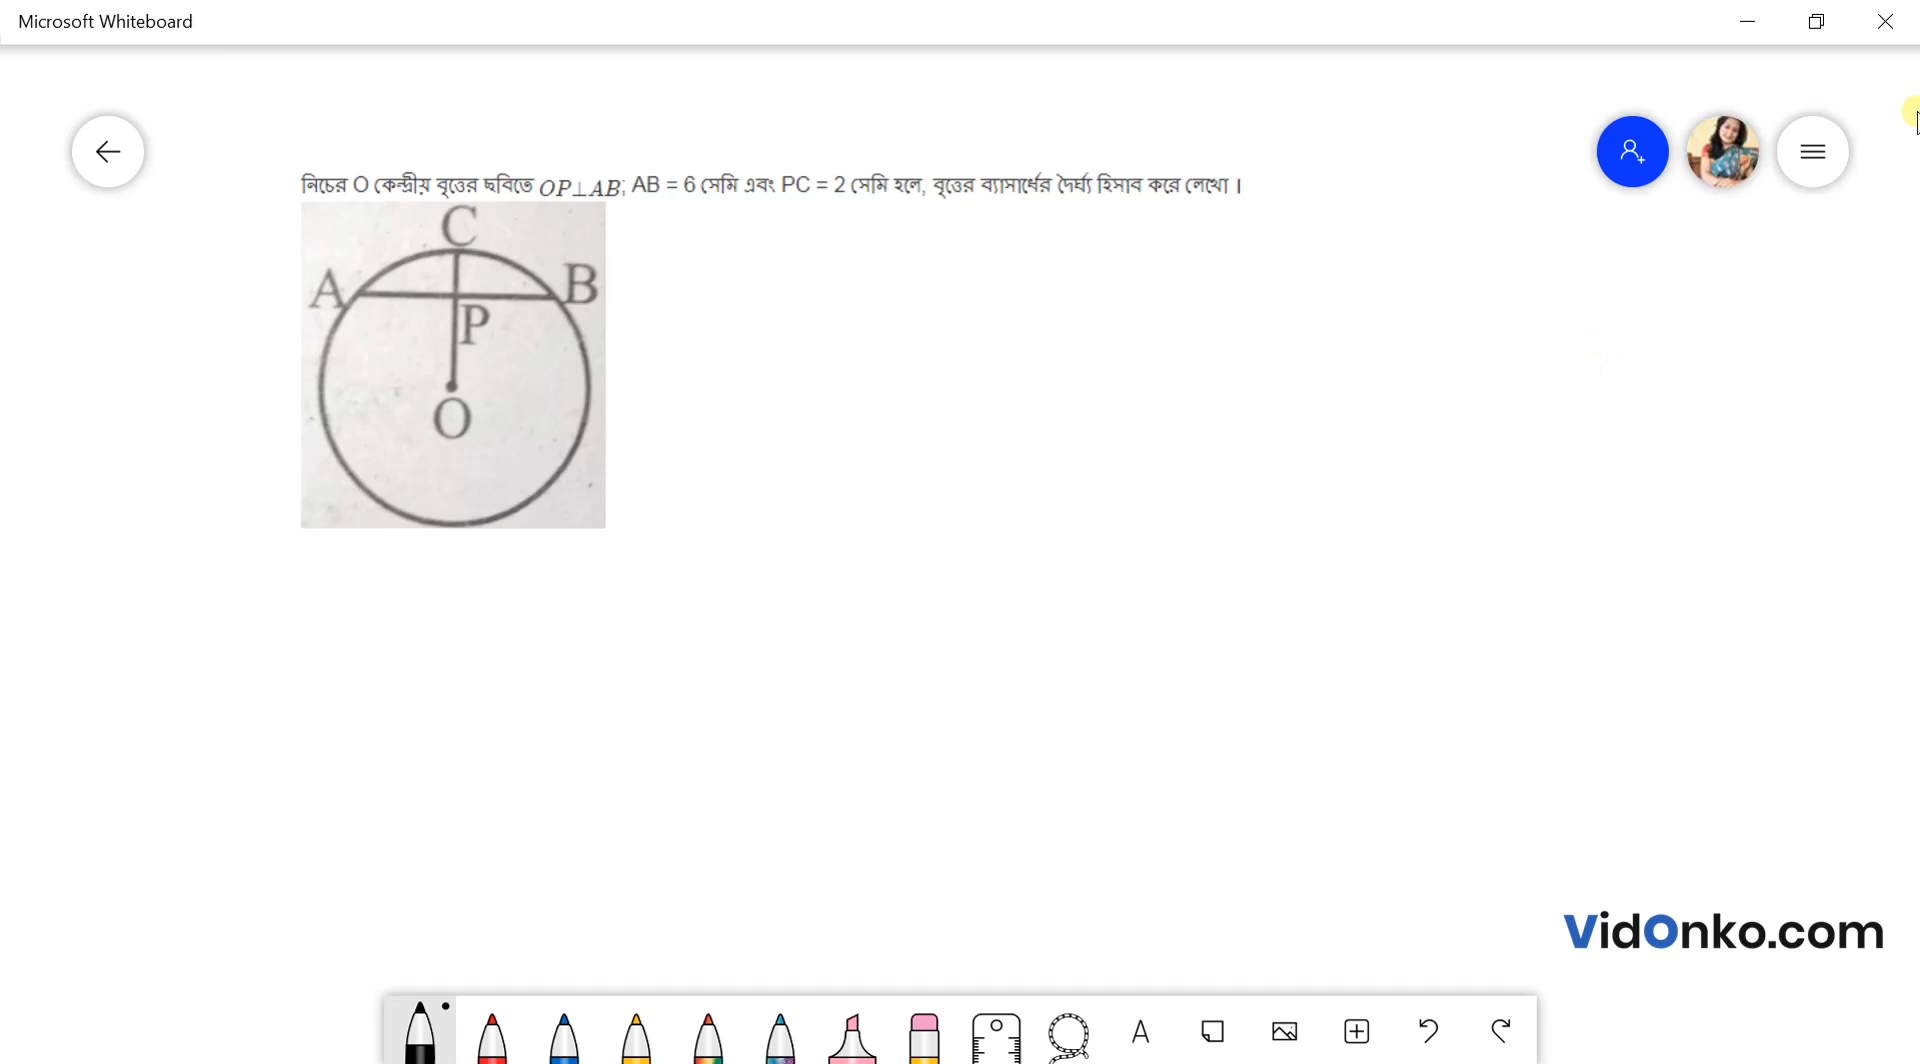 Microsoft Whiteboard
নিচের O কেন্দ্রীয় বৃত্তের ছবিতে OP⊥AB; AB = 6 সেমি এবং PC = 2 সেমি হলে, বৃত্তের ব্যাসার্ধের দৈর্ঘ্য হিসাব করে লেখো ।
C
A
B
P
O
VidOnko.com
A